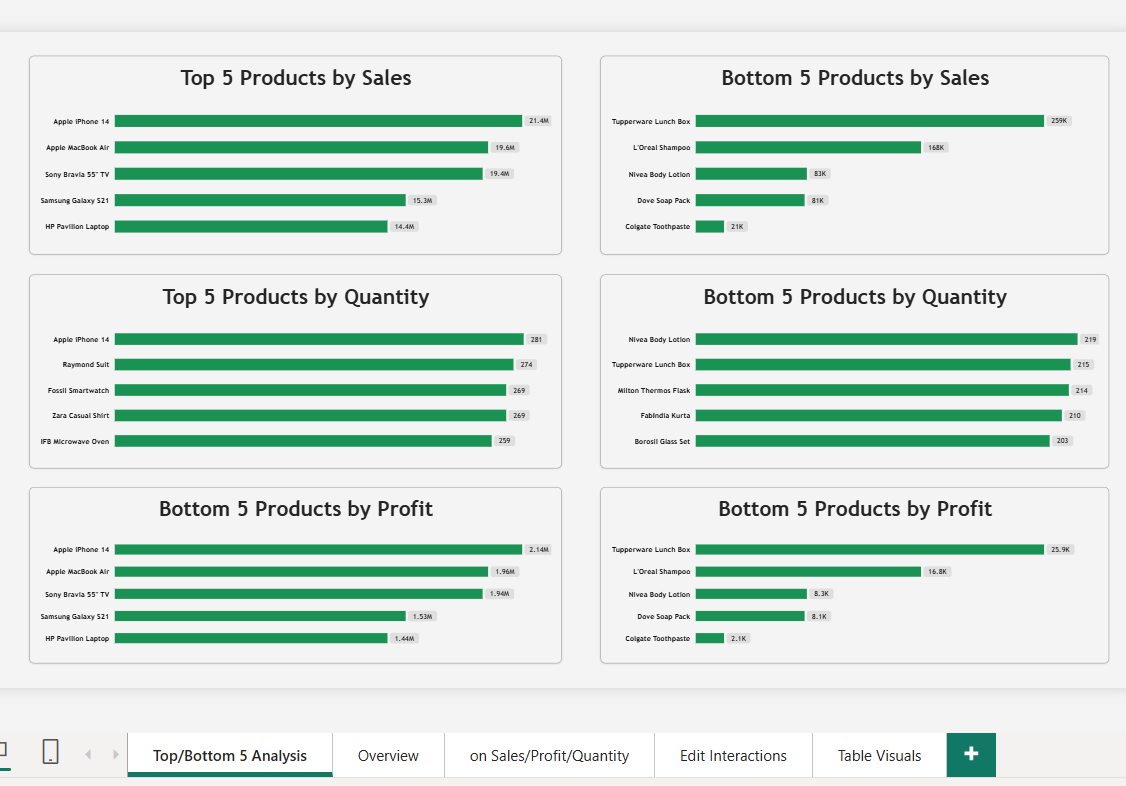 Top 5 Products by Sales
Apple iPhone 14 21.4M
Apple MacBook Air 19.6M
Sony Bravia 55" TV 19.4M
Samsung Galaxy S21 15.3M
HP Pavilion Laptop 14.4M
Bottom 5 Products by Sales
Tupperware Lunch Box 259K
L'Oreal Shampoo 168K
Nivea Body Lotion 83K
Dove Soap Pack 81K
Colgate Toothpaste 21K
Top 5 Products by Quantity
Apple iPhone 14 281
Raymond Suit 274
Fossil Smartwatch 269
Zara Casual Shirt 269
IFB Microwave Oven 259
Bottom 5 Products by Quantity
Nivea Body Lotion 219
Tupperware Lunch Box 215
Milton Thermos Flask 214
FabIndia Kurta 210
Borosil Glass Set 203
Bottom 5 Products by Profit
Apple iPhone 14 2.14M
Apple MacBook Air 1.96M
Sony Bravia 55" TV 1.94M
Samsung Galaxy S21 1.53M
HP Pavilion Laptop 1.44M
Bottom 5 Products by Profit
Tupperware Lunch Box 25.9K
L'Oreal Shampoo 16.8K
Nivea Body Lotion 8.3K
Dove Soap Pack 8.1K
Colgate Toothpaste 2.1K
Top/Bottom 5 Analysis Overview on Sales/Profit/Quantity Edit Interactions Table Visuals +